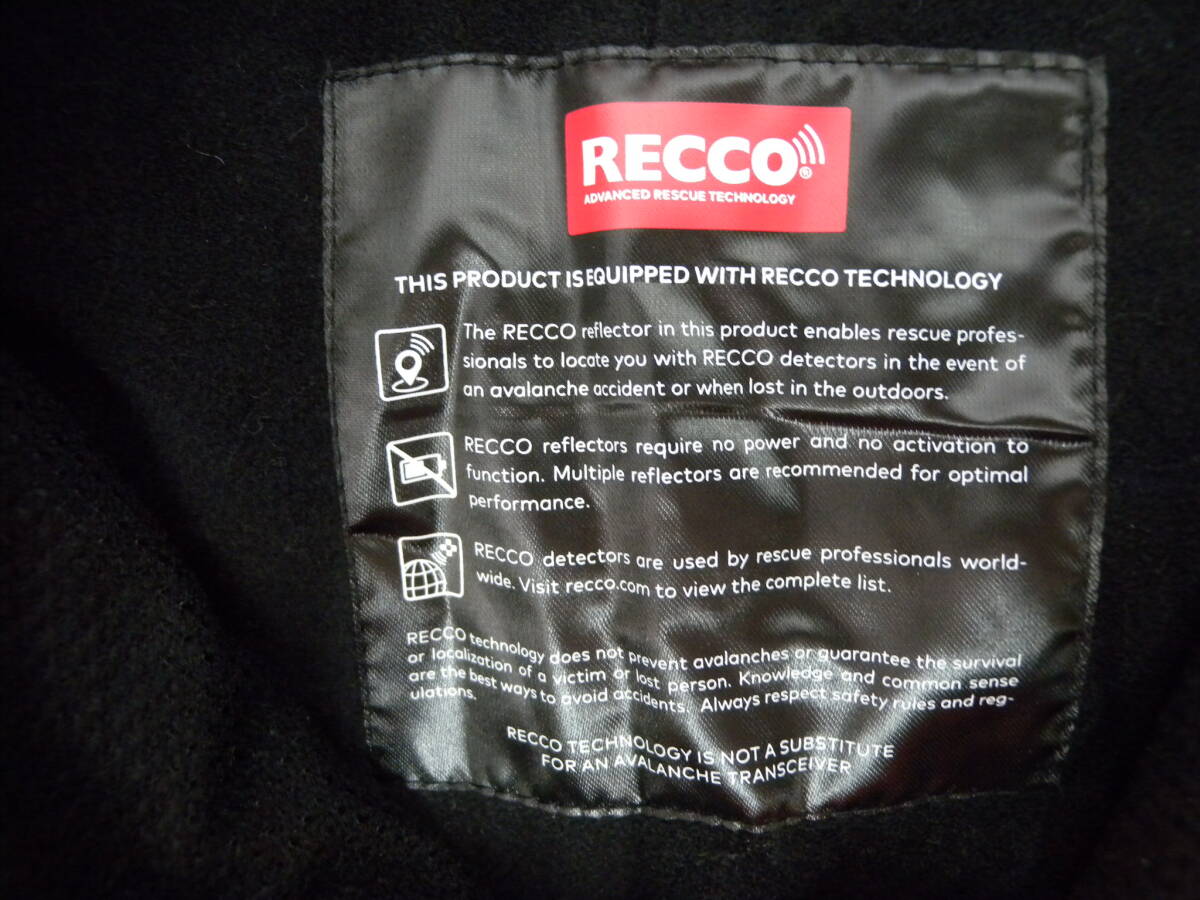 RECCO®
ADVANCED RESCUE TECHNOLOGY
THIS PRODUCT IS EQUIPPED WITH RECCO TECHNOLOGY
The RECCO reflector in this product enables rescue profes-
sionals to locate you with RECCO detectors in the event of
an avalanche accident or when lost in the outdoors.
RECCO reflectors require no power and no activation to
function. Multiple reflectors are recommended for optimal
performance.
RECCO detectors are used by rescue professionals world-
wide. Visit recco.com to view the complete list.
RECCO technology does not prevent avalanches or guarantee the survival
or localization of a victim or lost person. Knowledge and common sense
are the best ways to avoid accidents. Always respect safety rules and reg-
ulations.
RECCO TECHNOLOGY IS NOT A SUBSTITUTE
FOR AN AVALANCHE TRANSCEIVER